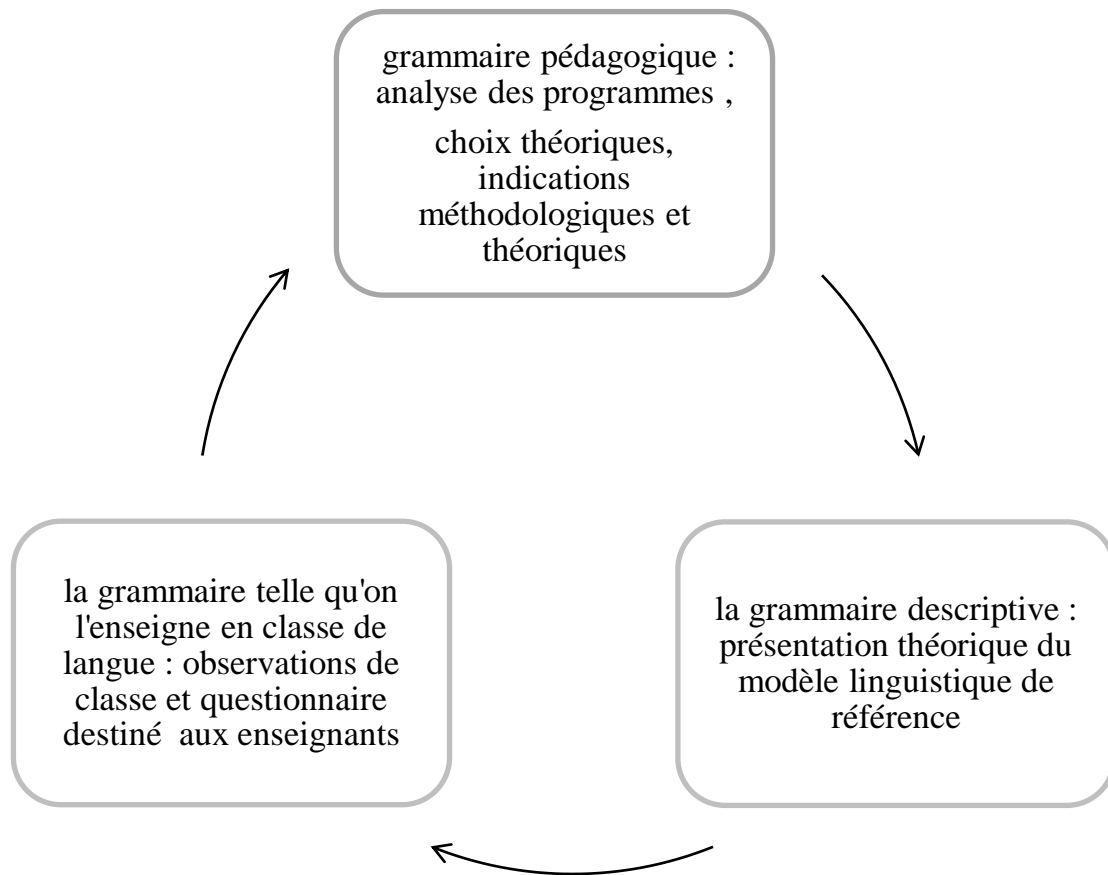 grammaire pédagogique :
analyse des programmes ,
choix théoriques,
indications
méthodologiques et
théoriques
la grammaire telle qu'on
l'enseigne en classe de
langue : observations de
classe et questionnaire
destiné aux enseignants
la grammaire descriptive :
présentation théorique du
modèle linguistique de
référence